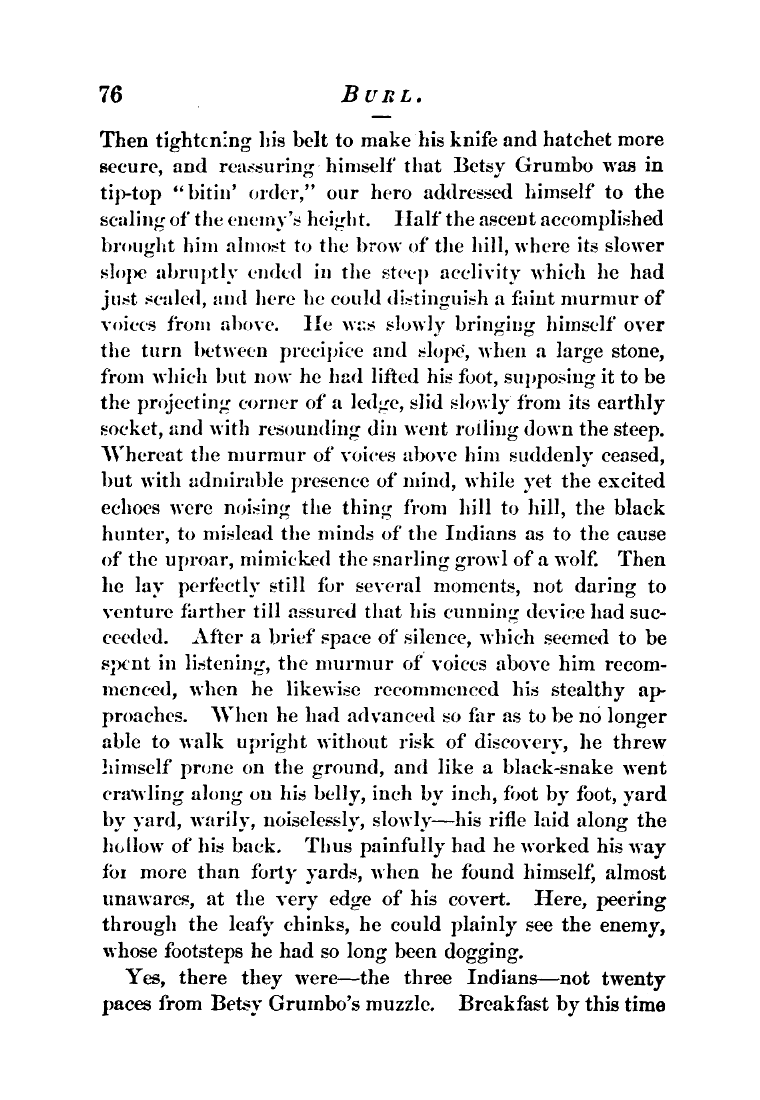 76 BURL.
Then tightening his belt to make his knife and hatchet more
secure, and reassuring himself that Betsy Grumbo was in
tip-top "bitin' order," our hero addressed himself to the
scaling of the enemy's height. Half the ascent accomplished
brought him almost to the brow of the hill, where its slower
slope abruptly ended in the steep acclivity which he had
just scaled, and here he could distinguish a faint murmur of
voices from above. He was slowly bringing himself over
the turn between precipice and slope, when a large stone,
from which but now he had lifted his foot, supposing it to be
the projecting corner of a ledge, slid slowly from its earthly
socket, and with resounding din went rolling down the steep.
Whereat the murmur of voices above him suddenly ceased,
but with admirable presence of mind, while yet the excited
echoes were noising the thing from hill to hill, the black
hunter, to mislead the minds of the Indians as to the cause
of the uproar, mimicked the snarling growl of a wolf. Then
he lay perfectly still for several moments, not daring to
venture farther till assured that his cunning device had suc-
ceeded. After a brief space of silence, which seemed to be
spent in listening, the murmur of voices above him recom-
menced, when he likewise recommenced his stealthy ap-
proaches. When he had advanced so far as to be no longer
able to walk upright without risk of discovery, he threw
himself prone on the ground, and like a black-snake went
crawling along on his belly, inch by inch, foot by foot, yard
by yard, warily, noiselessly, slowly—his rifle laid along the
hollow of his back. Thus painfully had he worked his way
for more than forty yards, when he found himself, almost
unawares, at the very edge of his covert. Here, peering
through the leafy chinks, he could plainly see the enemy,
whose footsteps he had so long been dogging.
Yes, there they were—the three Indians—not twenty
paces from Betsy Grumbo's muzzle. Breakfast by this time